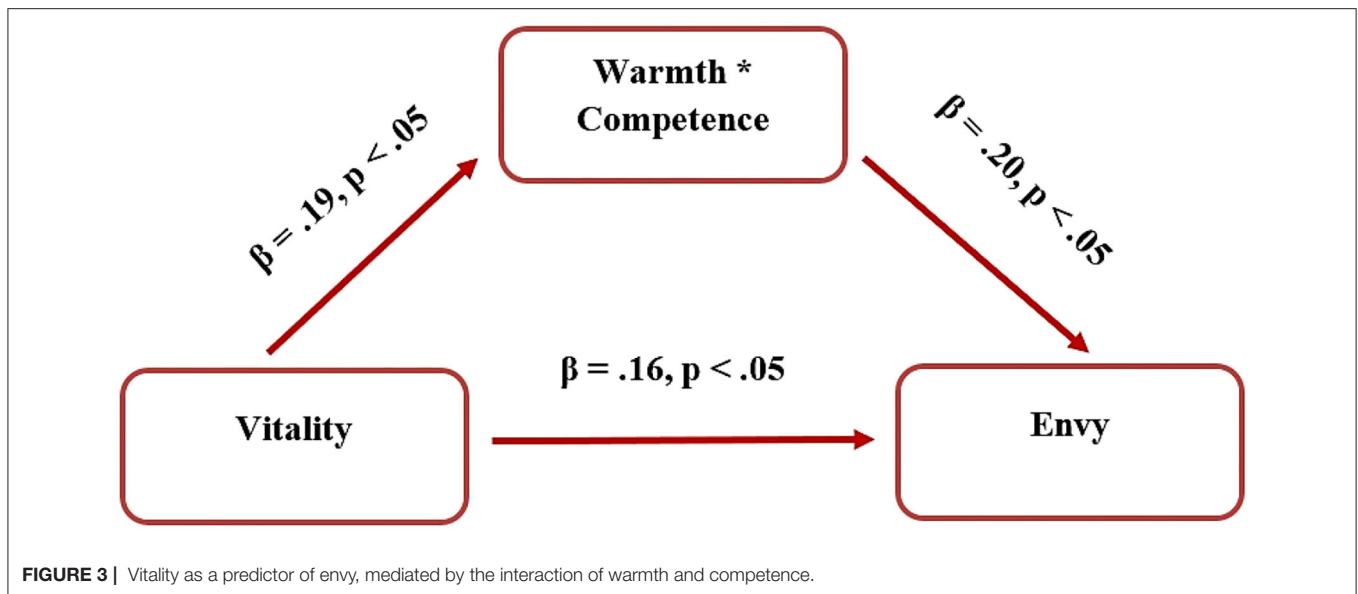 Warmth *
Competence
β = .19, p < .05
β = .20, p < .05
β = .16, p < .05
Vitality
Envy
FIGURE 3 | Vitality as a predictor of envy, mediated by the interaction of warmth and competence.